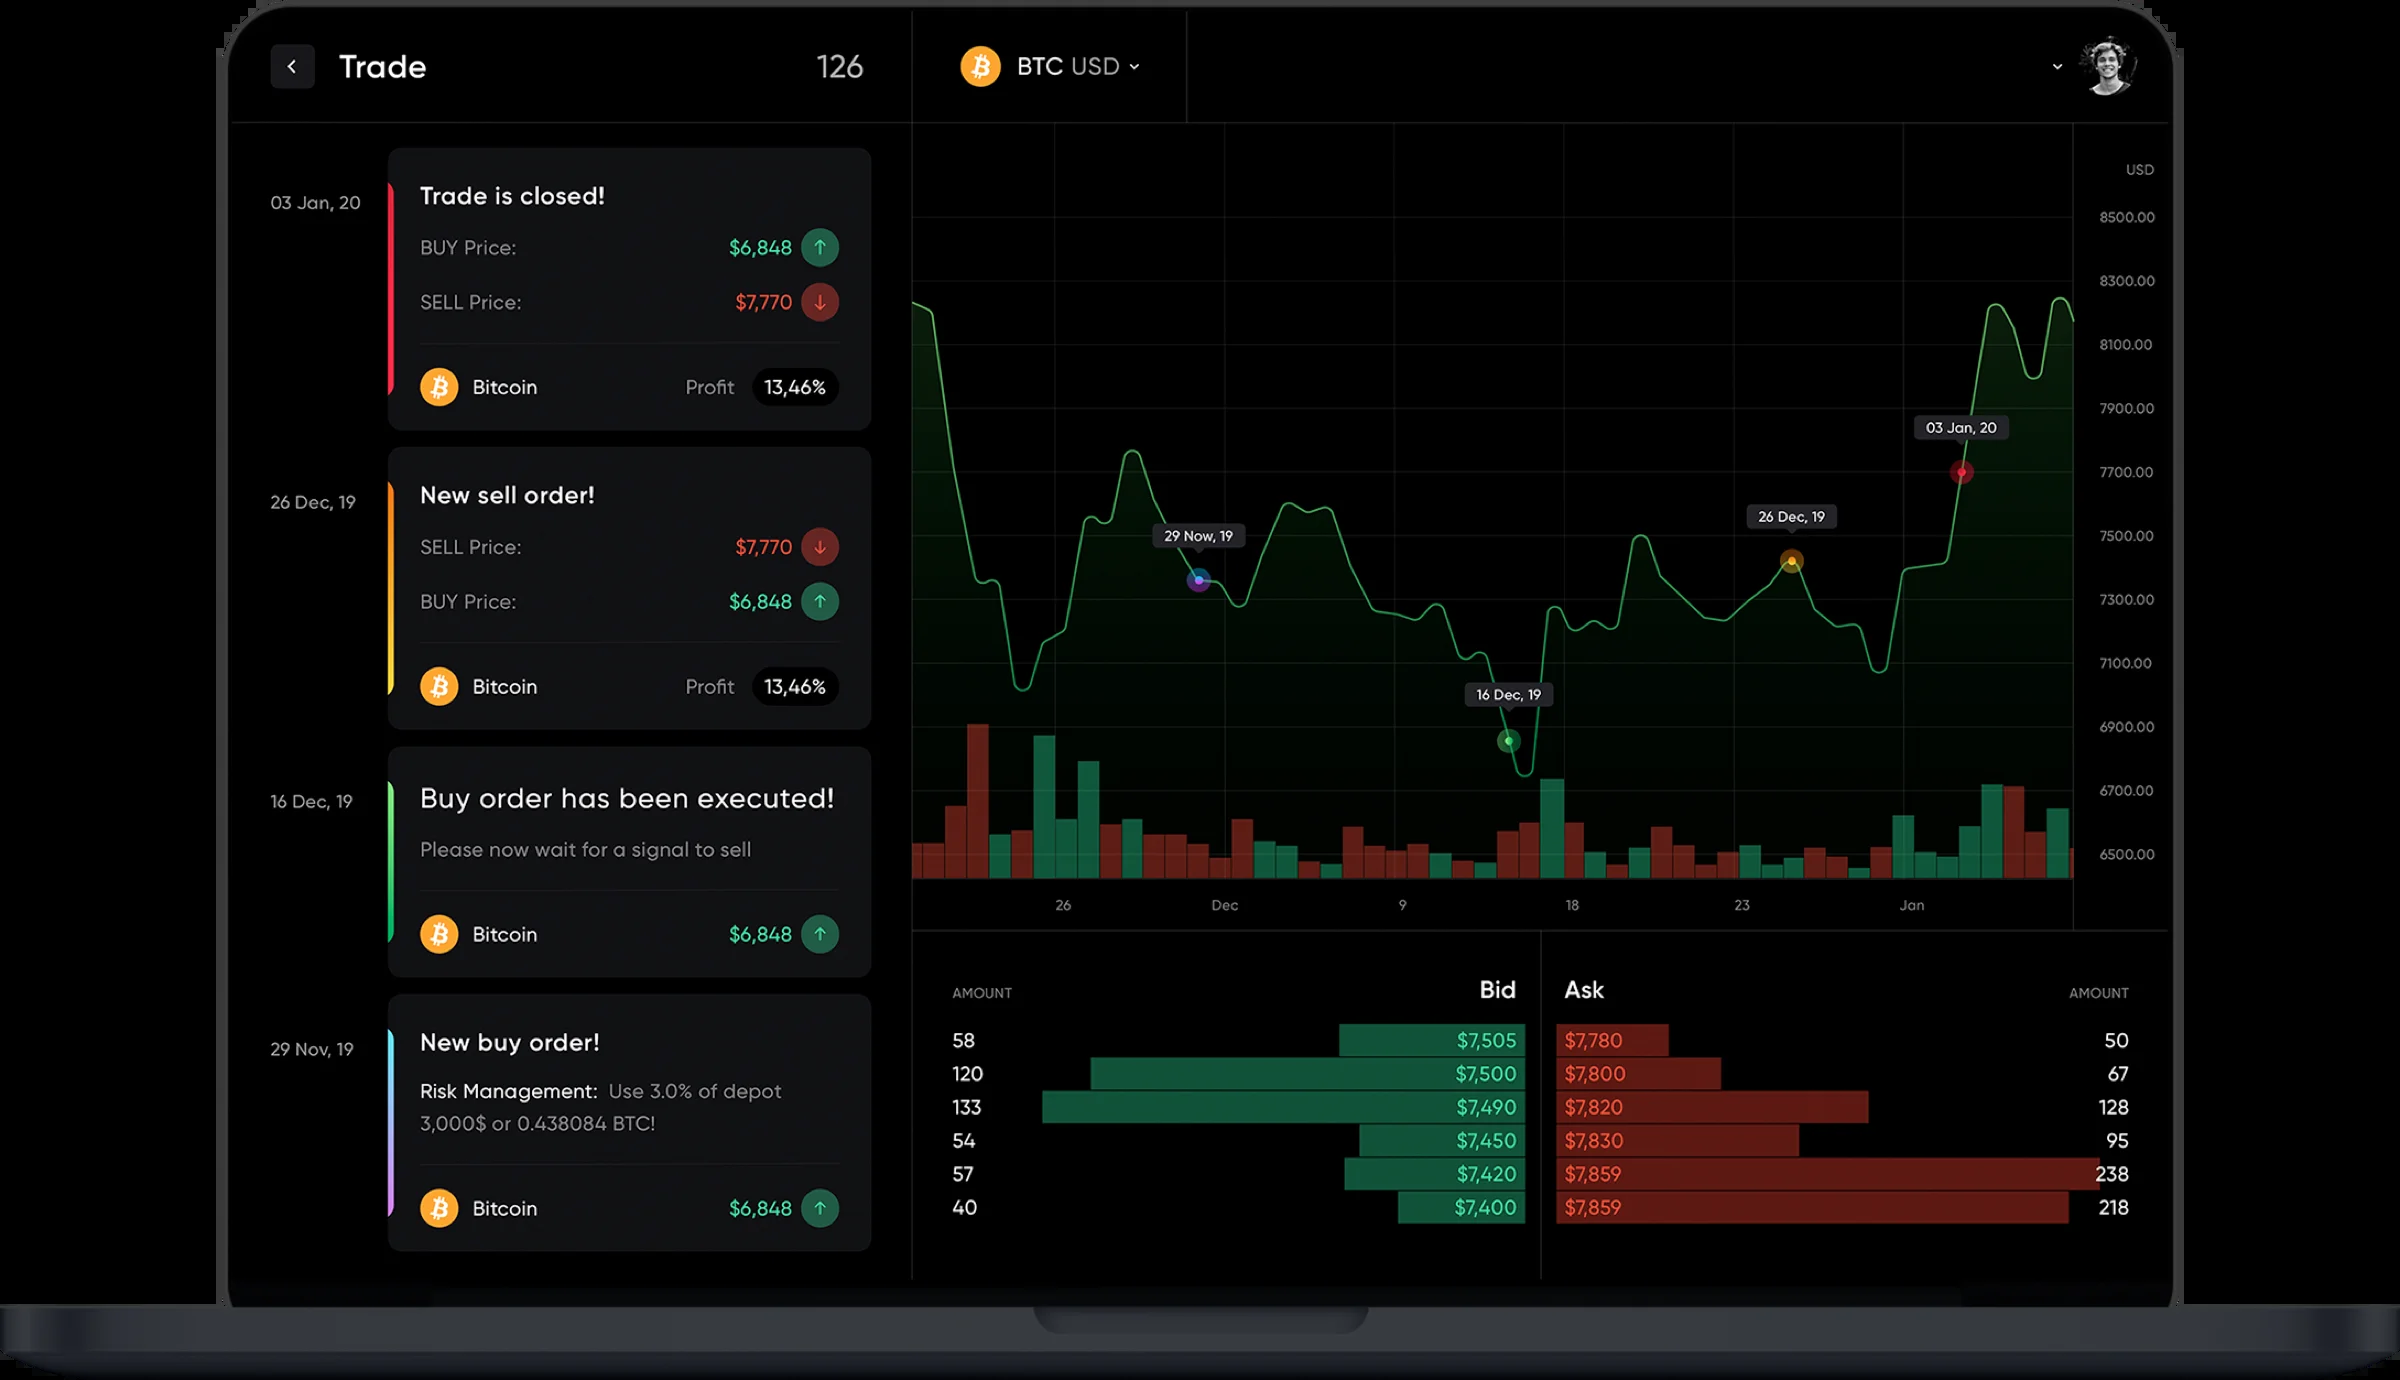 Trade
126
BTC USD
03 Jan, 20
Trade is closed!
BUY Price:
$6,848
SELL Price:
$7,770
Bitcoin
Profit
13,46%
26 Dec, 19
New sell order!
SELL Price:
$7,770
BUY Price:
$6,848
Bitcoin
Profit
13,46%
16 Dec, 19
Buy order has been executed!
Please now wait for a signal to sell
Bitcoin
$6,848
29 Nov, 19
New buy order!
Risk Management: Use 3.0% of depot
3,000$ or 0.438084 BTC!
Bitcoin
$6,848
USD
8500.00
8300.00
8100.00
7900.00
7700.00
7500.00
7300.00
7100.00
6900.00
6700.00
6500.00
03 Jan, 20
26 Dec, 19
29 Now, 19
16 Dec, 19
26
Dec
9
18
23
Jan
AMOUNT
Bid
58
$7,505
120
$7,500
133
$7,490
54
$7,450
57
$7,420
40
$7,400
Ask
AMOUNT
$7,780
50
$7,800
67
$7,820
128
$7,830
95
$7,859
238
$7,859
218